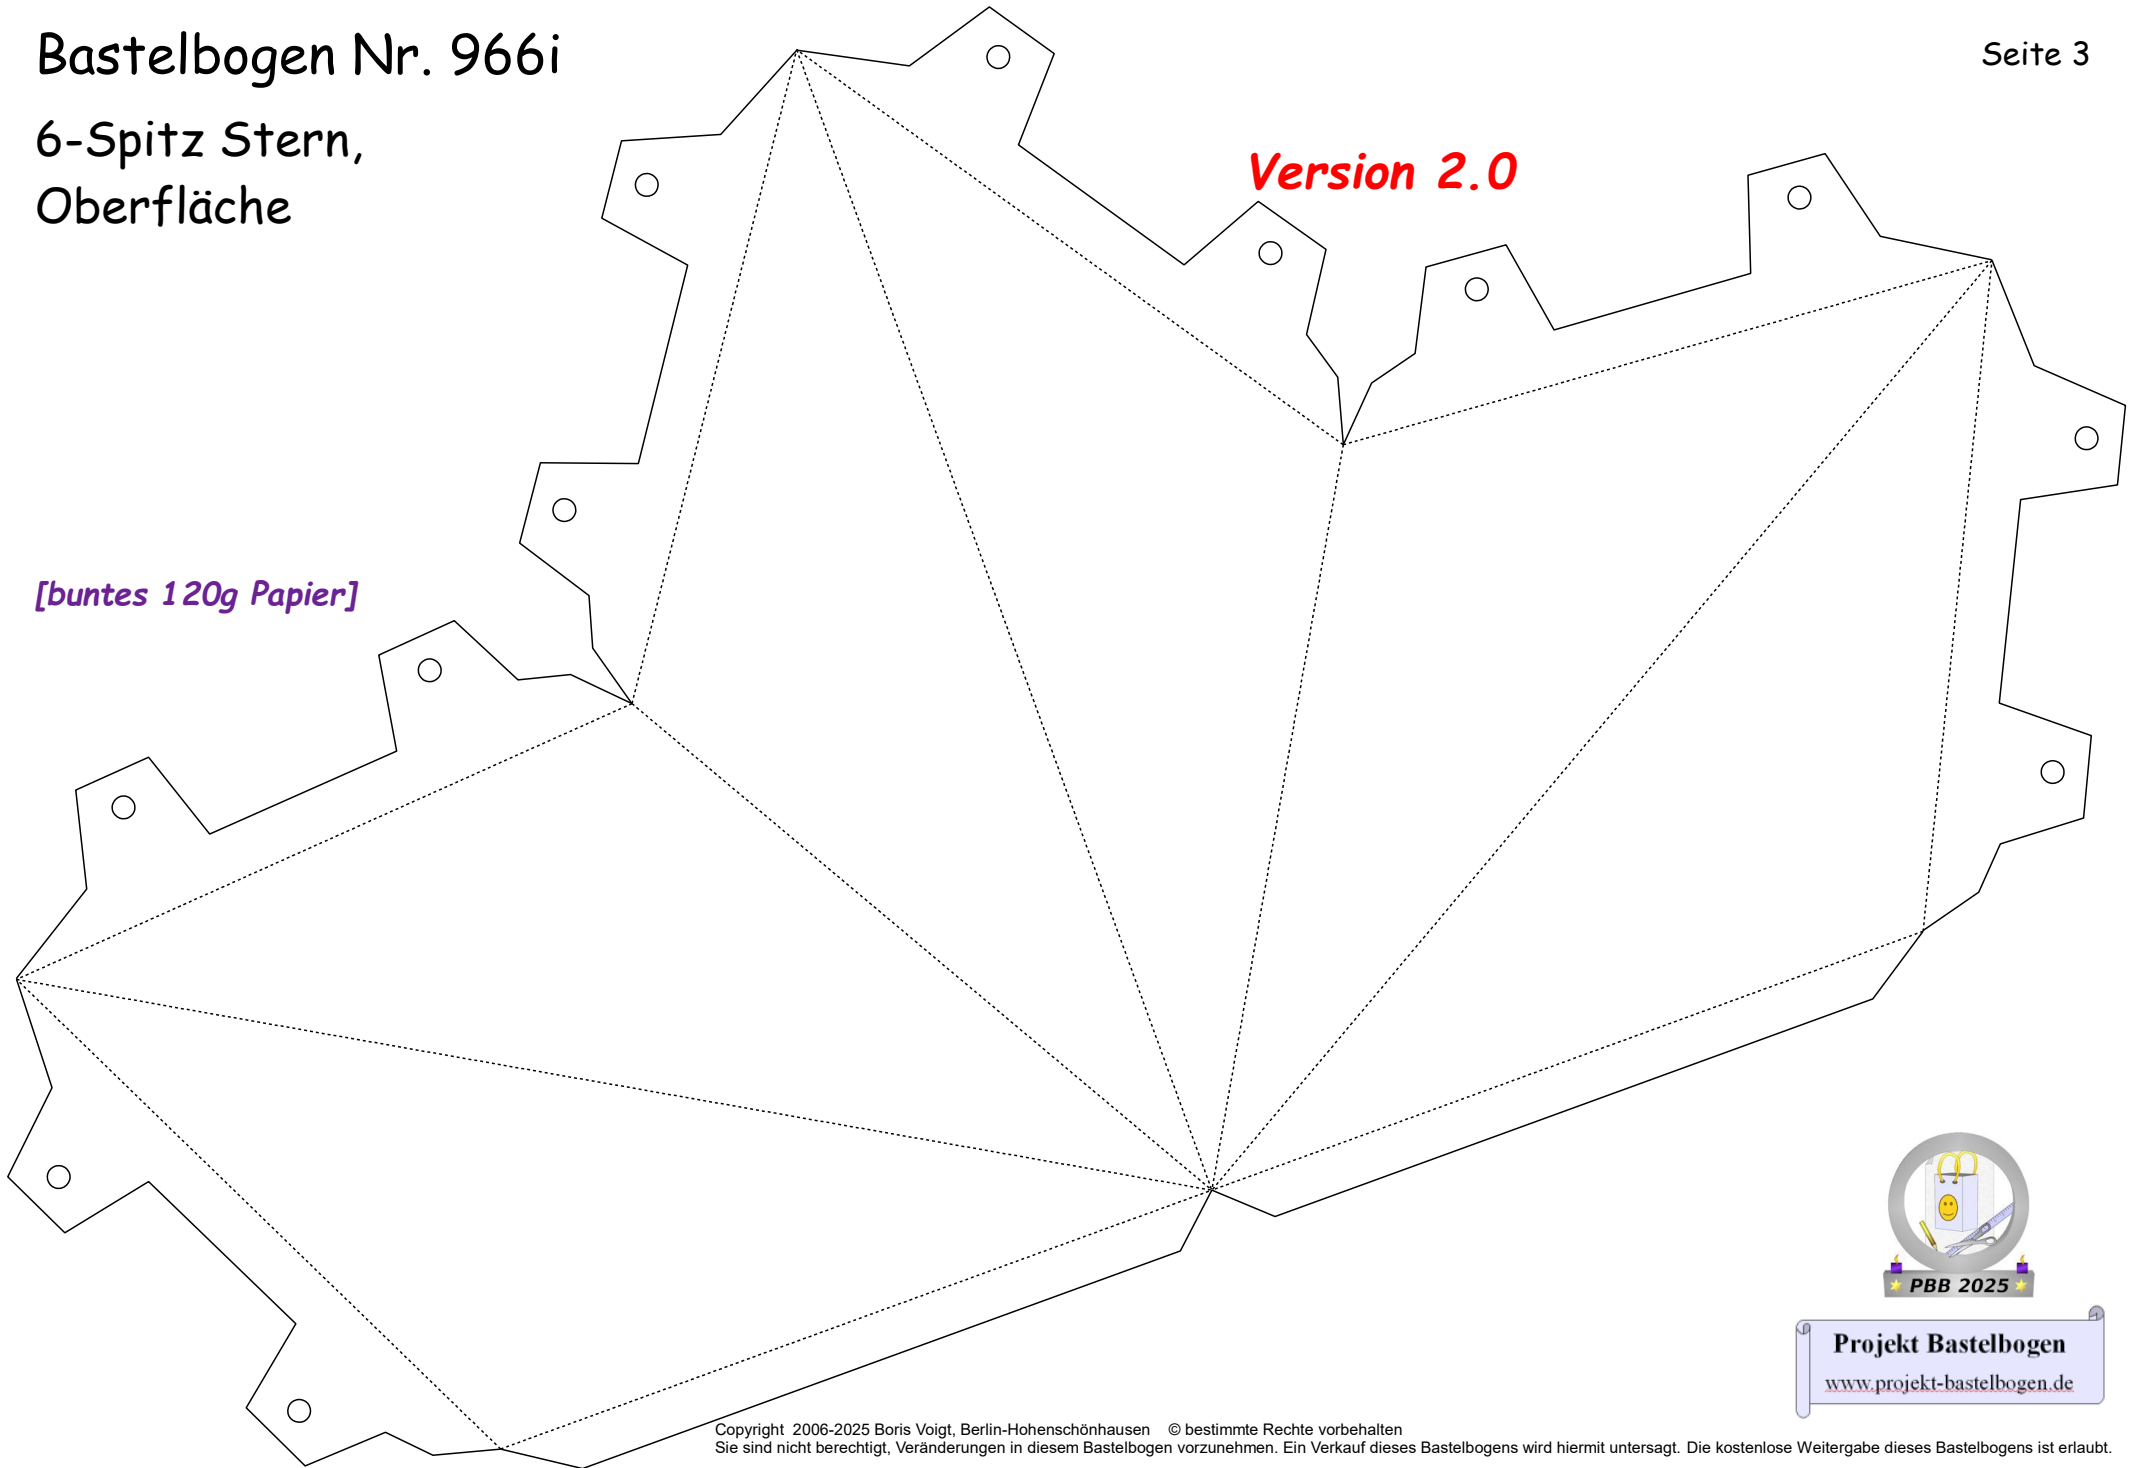 Bastelbogen Nr. 966i
Seite 3
6-Spitz Stern,
Oberfläche
Version 2.0
[buntes 120g Papier]
PBB 2025
Projekt Bastelbogen
www.projekt-bastelbogen.de
Copyright 2006-2025 Boris Voigt, Berlin-Hohenschönhausen © bestimmte Rechte vorbehalten
Sie sind nicht berechtigt, Veränderungen in diesem Bastelbogen vorzunehmen. Ein Verkauf dieses Bastelbogens wird hiermit untersagt. Die kostenlose Weitergabe dieses Bastelbogens ist erlaubt.